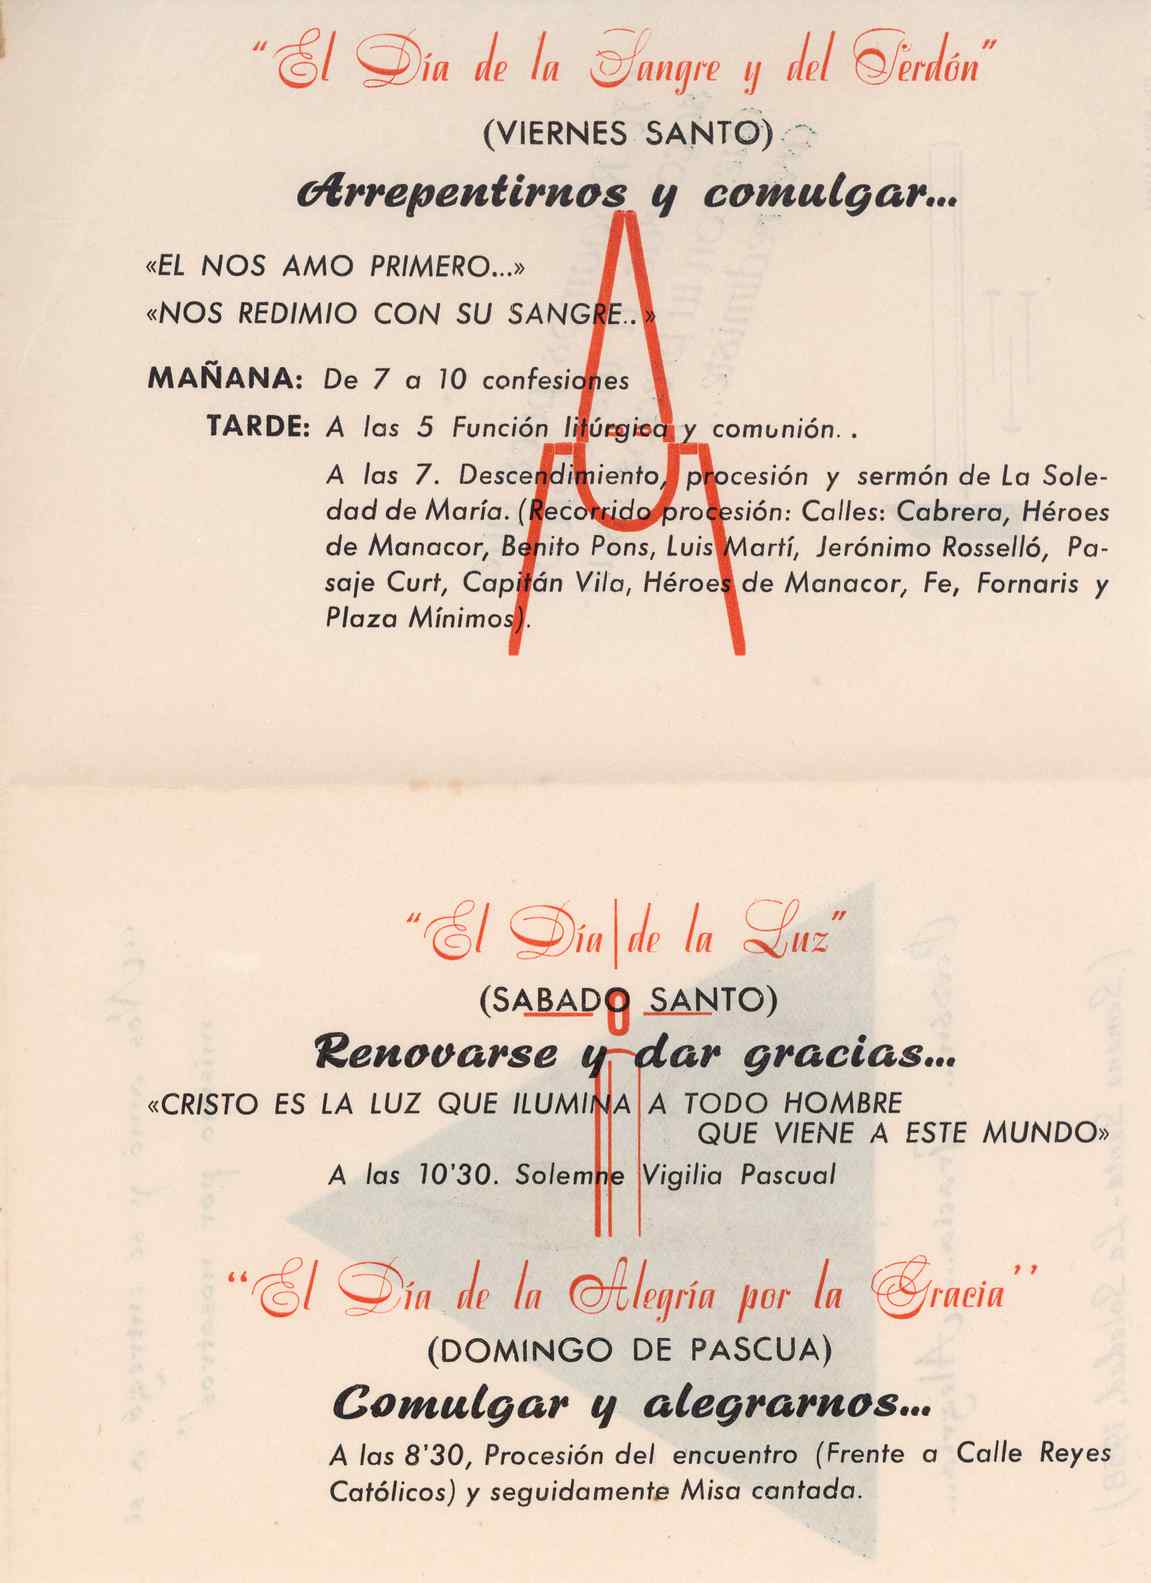 “El Día de la Sangre y del Perdón”
(VIERNES SANTO)
Arrepentirnos y comulgar...
«EL NOS AMO PRIMERO...»
«NOS REDIMIO CON SU SANGRE.. »
MAÑANA: De 7 a 10 confesiones
TARDE: A las 5 Función litúrgica y comunión. .
A las 7. Descendimiento, procesión y sermón de La Sole-
dad de María. (Recorrido procesión: Calles: Cabrera, Héroes
de Manacor, Benito Pons, Luis Martí, Jerónimo Rosselló, Pa-
saje Curt, Capitán Vila, Héroes de Manacor, Fe, Fornaris y
Plaza Mínimos).
“El Día de la Luz”
(SABADO SANTO)
Renovarse y dar gracias...
«CRISTO ES LA LUZ QUE ILUMINA A TODO HOMBRE
QUE VIENE A ESTE MUNDO»
A las 10'30. Solemne Vigilia Pascual
“El Día de la Alegría por la Gracia’’
(DOMINGO DE PASCUA)
Comulgar y alegrarnos...
A las 8'30, Procesión del encuentro (Frente a Calle Reyes
Católicos) y seguidamente Misa cantada.